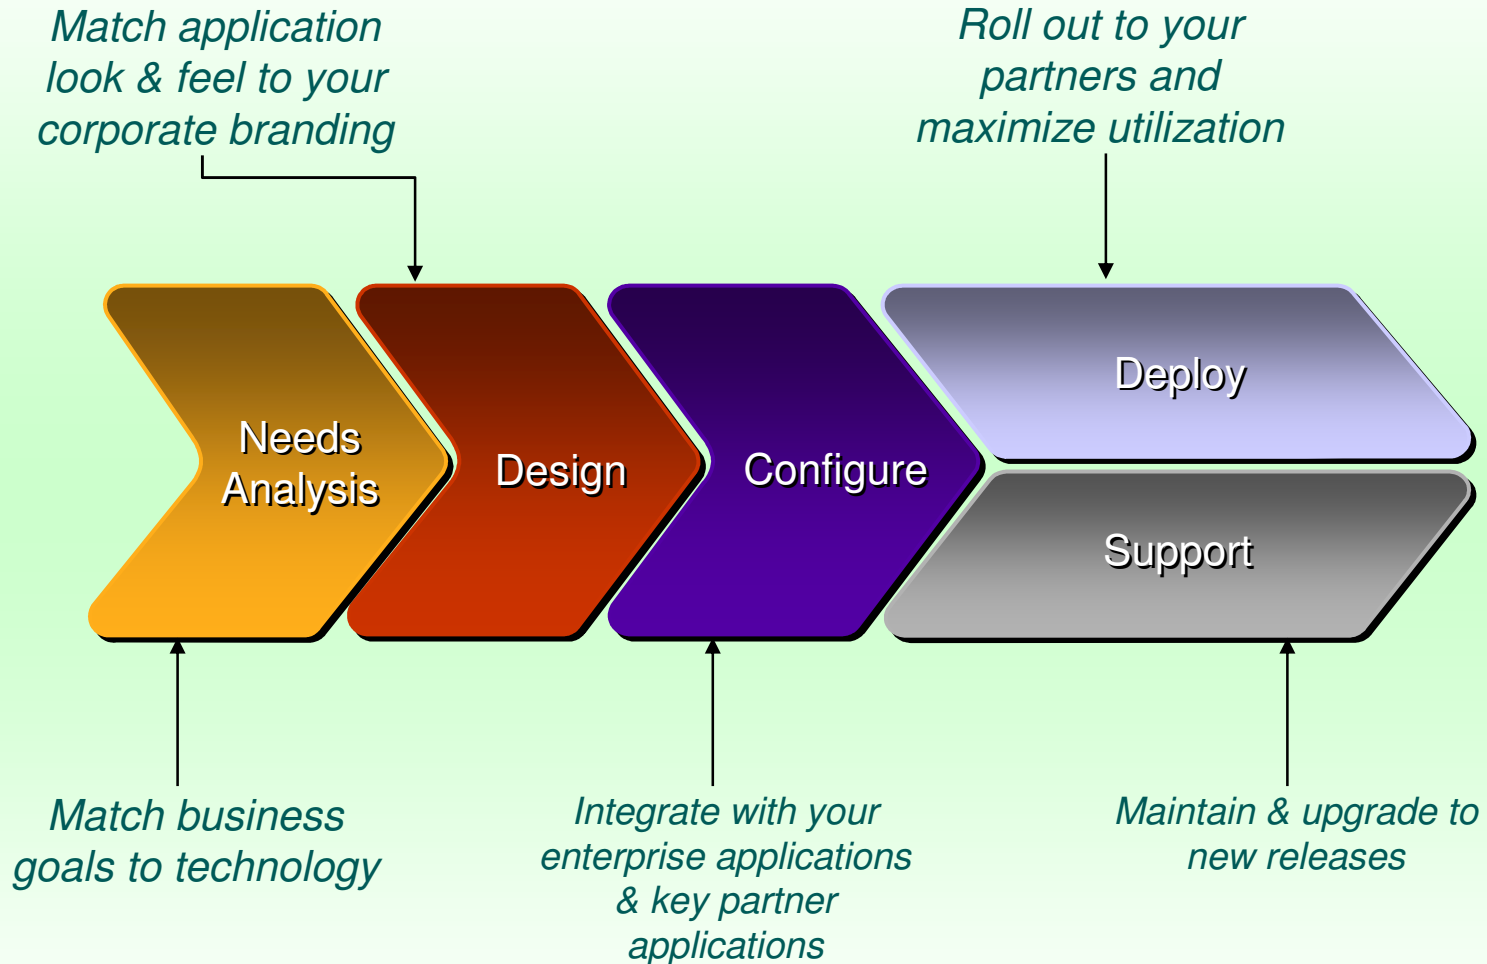 Match application
look & feel to your
corporate branding
Roll out to your
partners and
maximize utilization
Needs
Analysis
Design
Configure
Deploy
Support
Match business
goals to technology
Integrate with your
enterprise applications
& key partner
applications
Maintain & upgrade to
new releases